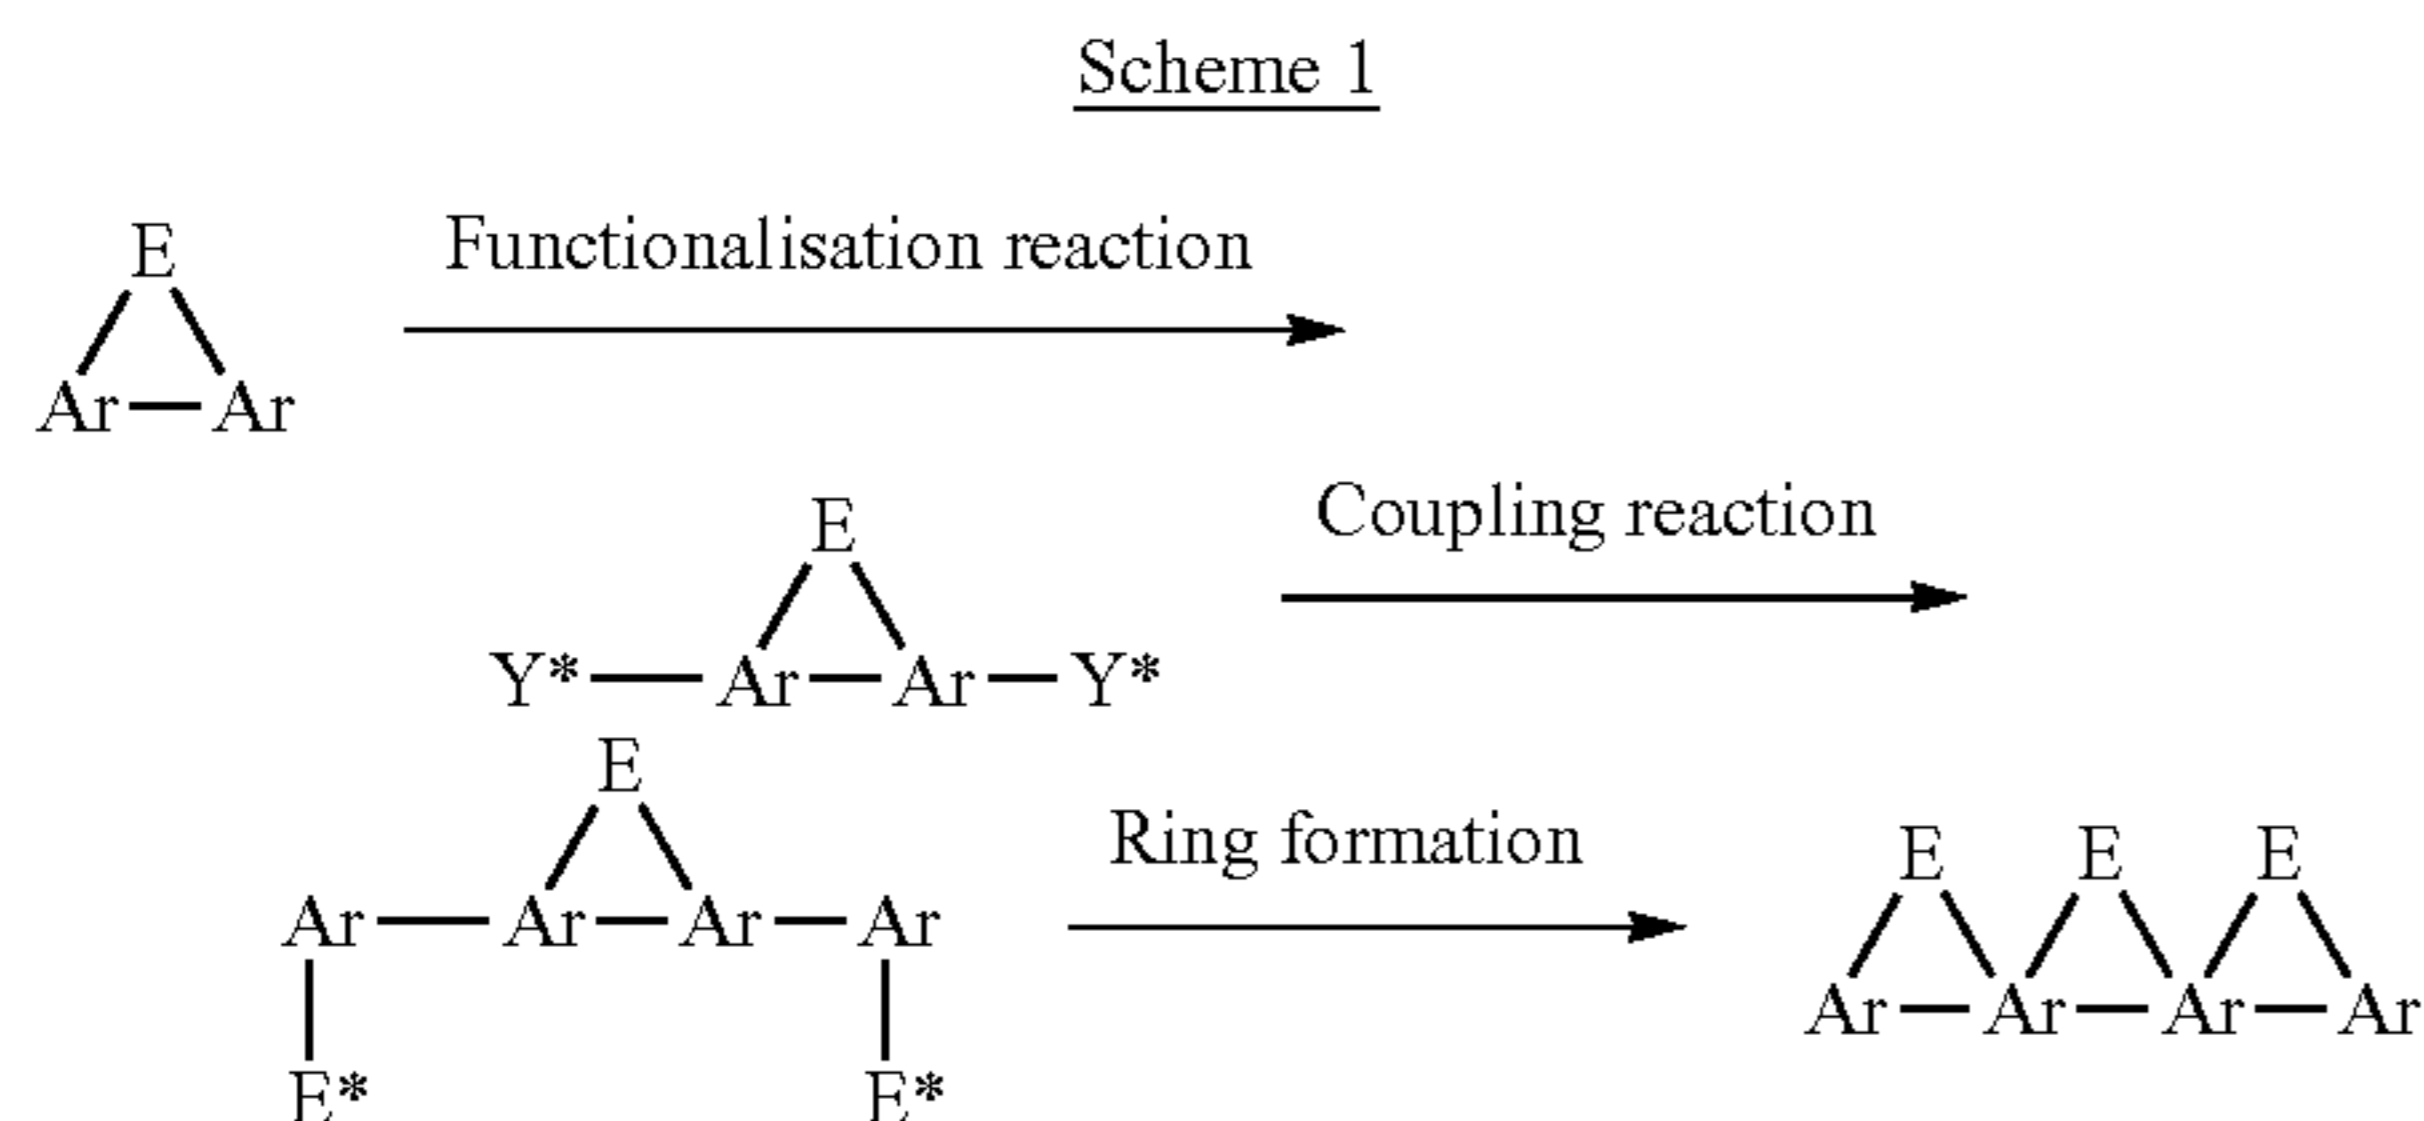 Scheme 1
E
Functionalisation reaction
Ar Ar
E
Coupling reaction
Y* Ar Ar Y*
E
Ring formation
E E E
Ar Ar Ar Ar
Ar Ar Ar Ar
E* E*